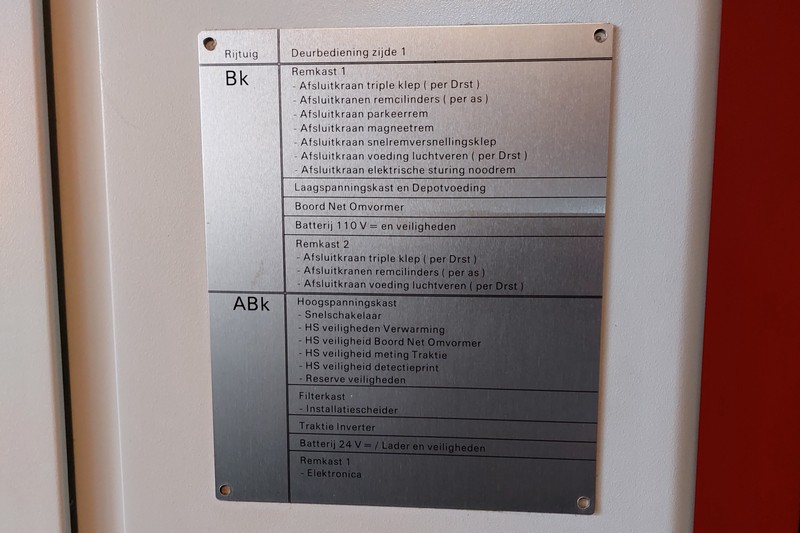 Rijtuig Deurbediening zijde 1
Bk Remkast 1
- Afsluitkraan triple klep ( per Drst )
- Afsluitkranen remcilinders ( per as )
- Afsluitkraan parkeerrem
- Afsluitkraan magneetrem
- Afsluitkraan snelremversnellingsklep
- Afsluitkraan voeding luchtveren ( per Drst )
- Afsluitkraan elektrische sturing noodrem
Laagspanningskast en Depotvoeding
Boord Net Omvormer
Batterij 110 V = en veiligheden
Remkast 2
- Afsluitkraan triple klep ( per Drst )
- Afsluitkranen remcilinders ( per as )
- Afsluitkraan voeding luchtveren ( per Drst )
ABk Hoogspanningskast
- Snelschakelaar
- HS veiligheden Verwarming
- HS veiligheid Boord Net Omvormer
- HS veiligheid meting Traktie
- HS veiligheid detectieprint
- Reserve veiligheden
Filterkast
- Installatiescheider
Traktie Inverter
Batterij 24 V = / Lader en veiligheden
Remkast 1
- Elektronica